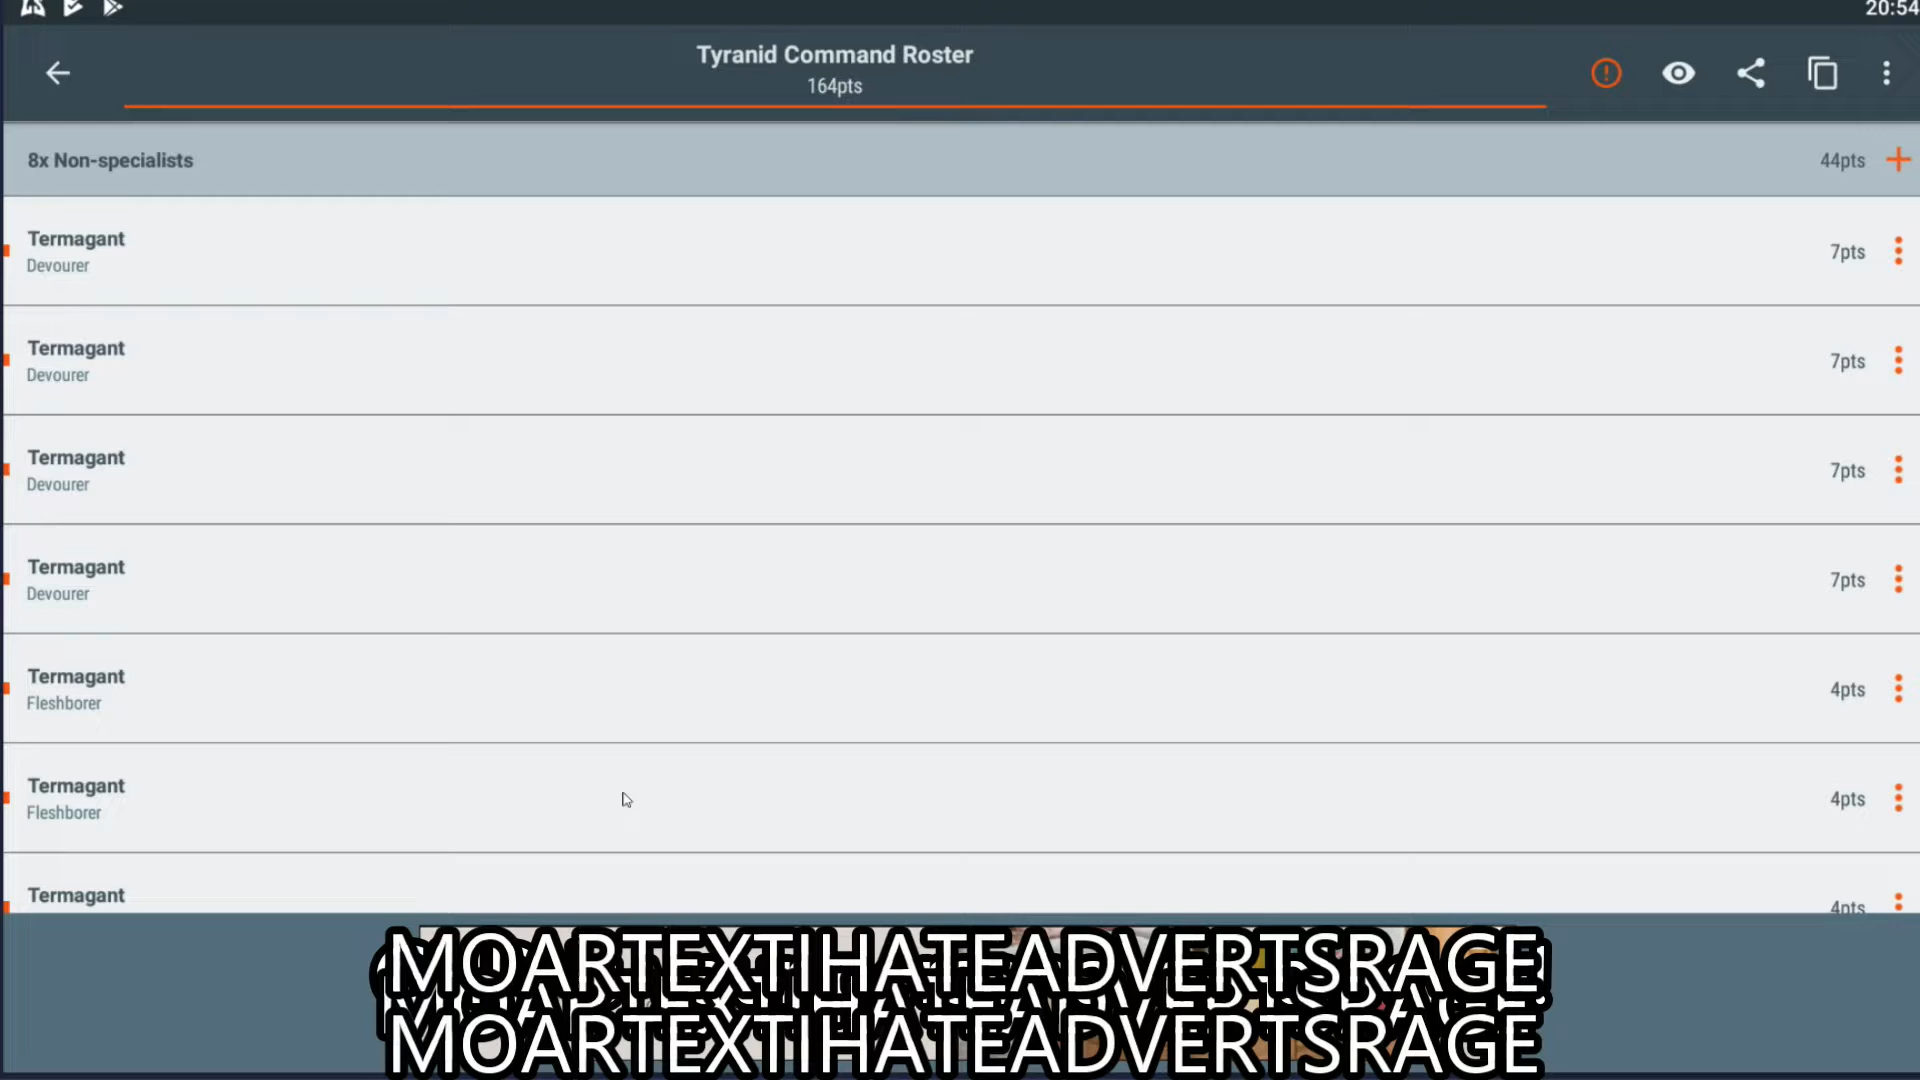 20:54
Tyranid Command Roster
164pts
8x Non-specialists 44pts
Termagant
Devourer
7pts
Termagant
Devourer
7pts
Termagant
Devourer
7pts
Termagant
Devourer
7pts
Termagant
Fleshborer
4pts
Termagant
Fleshborer
4pts
Termagant
4pts
MOARTEXTIHATEADVERTSRAGE
MOARTEXTIHATEADVERTSRAGE